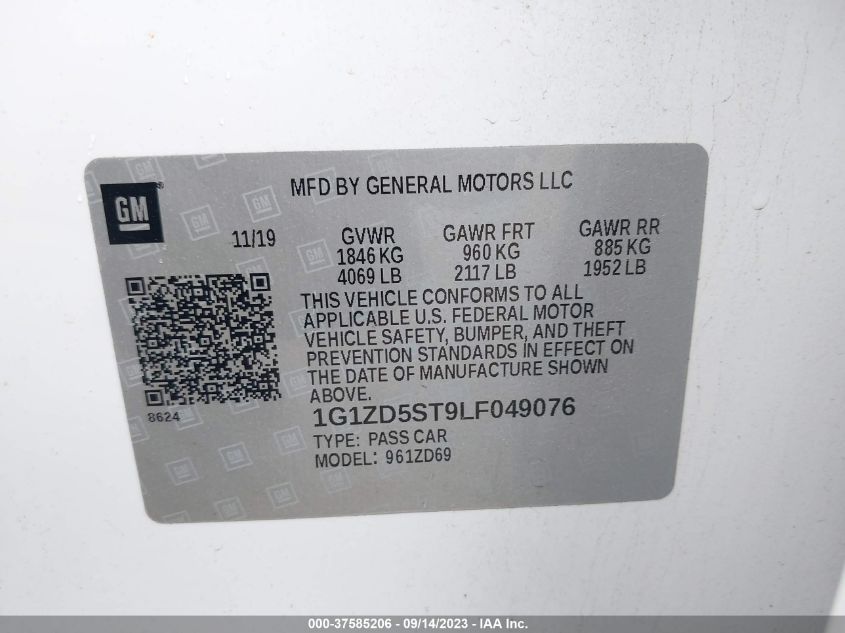 MFD BY GENERAL MOTORS LLC
GM
11/19
GVWR GAWR FRT GAWR RR
1846 KG 960 KG 885 KG
4069 LB 2117 LB 1952 LB
THIS VEHICLE CONFORMS TO ALL
APPLICABLE U.S. FEDERAL MOTOR
VEHICLE SAFETY, BUMPER, AND THEFT
PREVENTION STANDARDS IN EFFECT ON
THE DATE OF MANUFACTURE SHOWN
ABOVE.
8624
1G1ZD5ST9LF049076
TYPE: PASS CAR
MODEL: 961ZD69
000-37585206 - 09/14/2023 - IAA Inc.